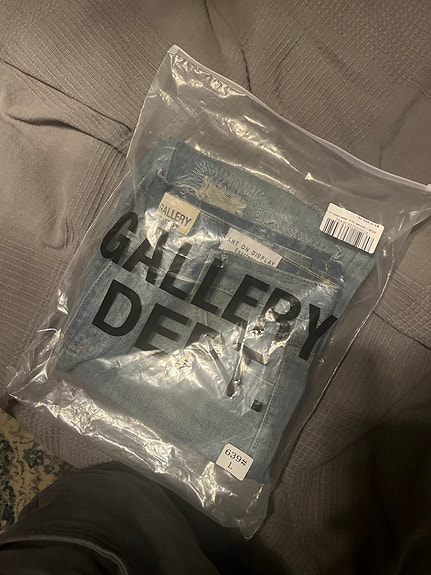 GALLERY
DEPT.
GALLERY
ART ON DISPLAY
639#
L